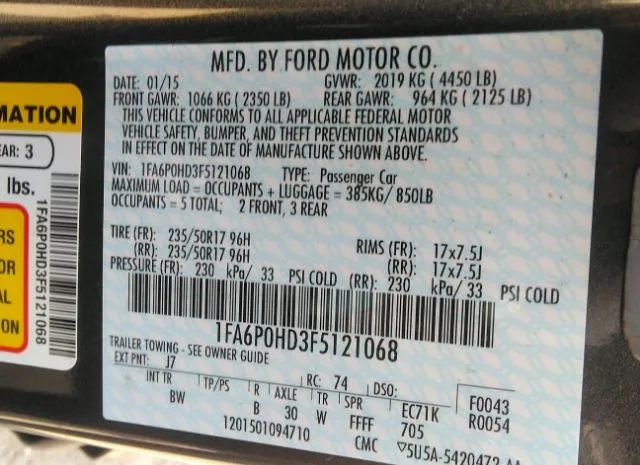 MATION
EAR: 3
lbs.
RS
OR
AL
ON
1FA6P0HD3F5121068
MFD. BY FORD MOTOR CO.
DATE: 01/15 GVWR: 2019 KG ( 4450 LB)
FRONT GAWR: 1066 KG ( 2350 LB) REAR GAWR: 964 KG ( 2125 LB)
THIS VEHICLE CONFORMS TO ALL APPLICABLE FEDERAL MOTOR
VEHICLE SAFETY, BUMPER, AND THEFT PREVENTION STANDARDS
IN EFFECT ON THE DATE OF MANUFACTURE SHOWN ABOVE.
VIN: 1FA6P0HD3F5121068 TYPE: Passenger Car
MAXIMUM LOAD = OCCUPANTS + LUGGAGE = 385KG/ 850LB
OCCUPANTS = 5 TOTAL; 2 FRONT, 3 REAR
TIRE (FR): 235/50R17 96H RIMS (FR): 17x7.5J
(RR): 235/50R17 96H (RR): 17x7.5J
PRESSURE (FR): 230 kPa/ 33 PSI COLD (RR): 230 kPa/ 33 PSI COLD
1FA6P0HD3F5121068
TRAILER TOWING - SEE OWNER GUIDE
EXT PNT: J7 RC: 74 DSO: F0043
INT TR TP/PS R AXLE TR SPR EC71K R0054
BW B 30 W FFFF 705
1201501094710 CMC ▽5U5A-5420472-AA